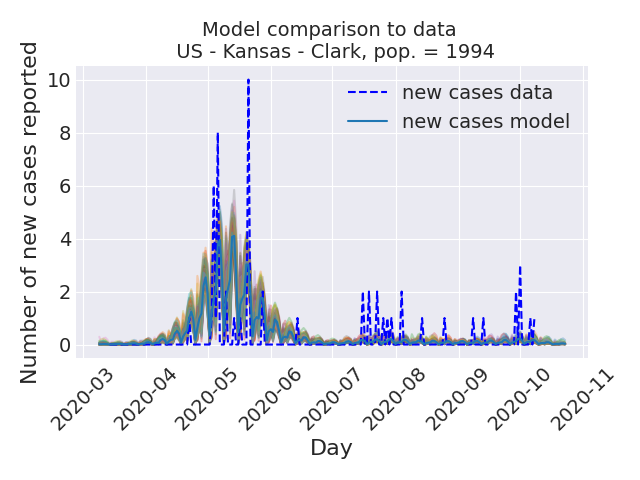 Model comparison to data
US - Kansas - Clark, pop. = 1994
Number of new cases reported
10
8
6
4
2
0
new cases data
new cases model
2020-03
2020-04
2020-05
2020-06
2020-07
2020-08
2020-09
2020-10
2020-11
Day